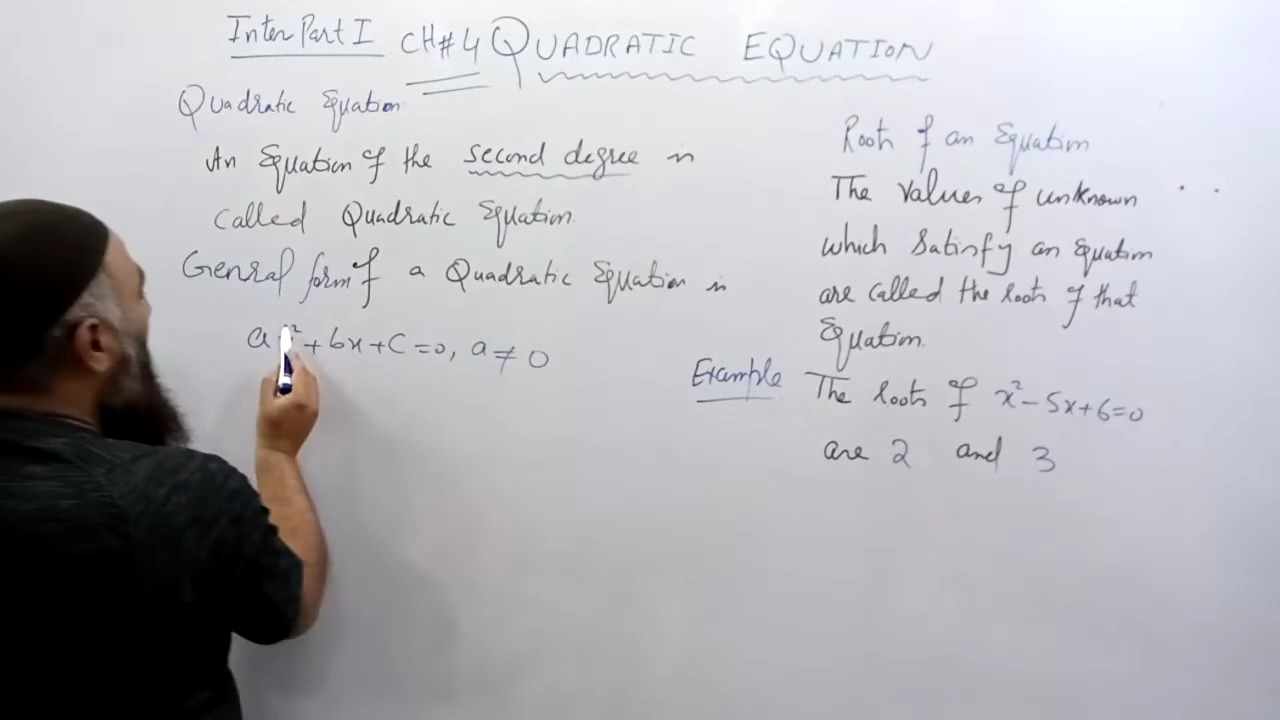 Inter Part I CH#4 QUADRATIC EQUATION
Quadratic Equation
An Equation of the second degree is
called Quadratic Equation.
Genral form of a Quadratic Equation is
a ² + bx + c = 0, a ≠ 0
Roots of an Equation
The values of unknown
which satisfy an equation
are called the roots of that
Equation.
Example The roots of x² - 5x + 6 = 0
are 2 and 3